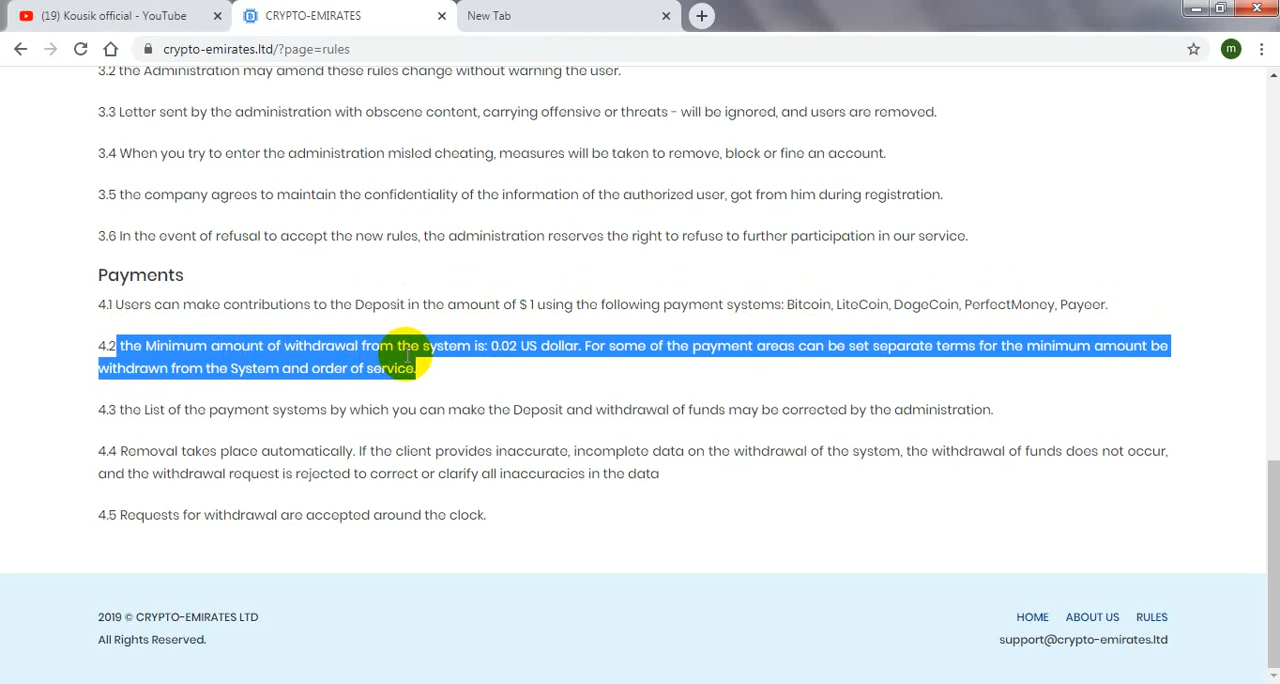 (19) Kousik official - YouTube
CRYPTO-EMIRATES
New Tab
crypto-emirates.ltd/?page=rules
m
3.2 the Administration may amend these rules change without warning the user.
3.3 Letter sent by the administration with obscene content, carrying offensive or threats - will be ignored, and users are removed.
3.4 When you try to enter the administration misled cheating, measures will be taken to remove, block or fine an account.
3.5 the company agrees to maintain the confidentiality of the information of the authorized user, got from him during registration.
3.6 In the event of refusal to accept the new rules, the administration reserves the right to refuse to further participation in our service.
Payments
4.1 Users can make contributions to the Deposit in the amount of $ 1 using the following payment systems: Bitcoin, LiteCoin, DogeCoin, PerfectMoney, Payeer.
4.2 the Minimum amount of withdrawal from the system is: 0.02 US dollar. For some of the payment areas can be set separate terms for the minimum amount be
withdrawn from the System and order of service.
4.3 the List of the payment systems by which you can make the Deposit and withdrawal of funds may be corrected by the administration.
4.4 Removal takes place automatically. If the client provides inaccurate, incomplete data on the withdrawal of the system, the withdrawal of funds does not occur,
and the withdrawal request is rejected to correct or clarify all inaccuracies in the data
4.5 Requests for withdrawal are accepted around the clock.
2019 © CRYPTO-EMIRATES LTD
All Rights Reserved.
HOME ABOUT US RULES
support@crypto-emirates.ltd